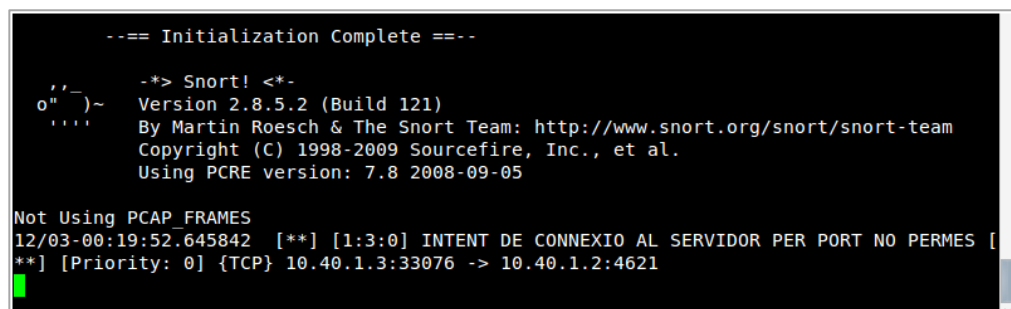 --== Initialization Complete ==--
,,_ -*> Snort! <*-
o" )~ Version 2.8.5.2 (Build 121)
'''' By Martin Roesch & The Snort Team: http://www.snort.org/snort/snort-team
Copyright (C) 1998-2009 Sourcefire, Inc., et al.
Using PCRE version: 7.8 2008-09-05
Not Using PCAP_FRAMES
12/03-00:19:52.645842 [**] [1:3:0] INTENT DE CONNEXIO AL SERVIDOR PER PORT NO PERMES [
**] [Priority: 0] {TCP} 10.40.1.3:33076 -> 10.40.1.2:4621